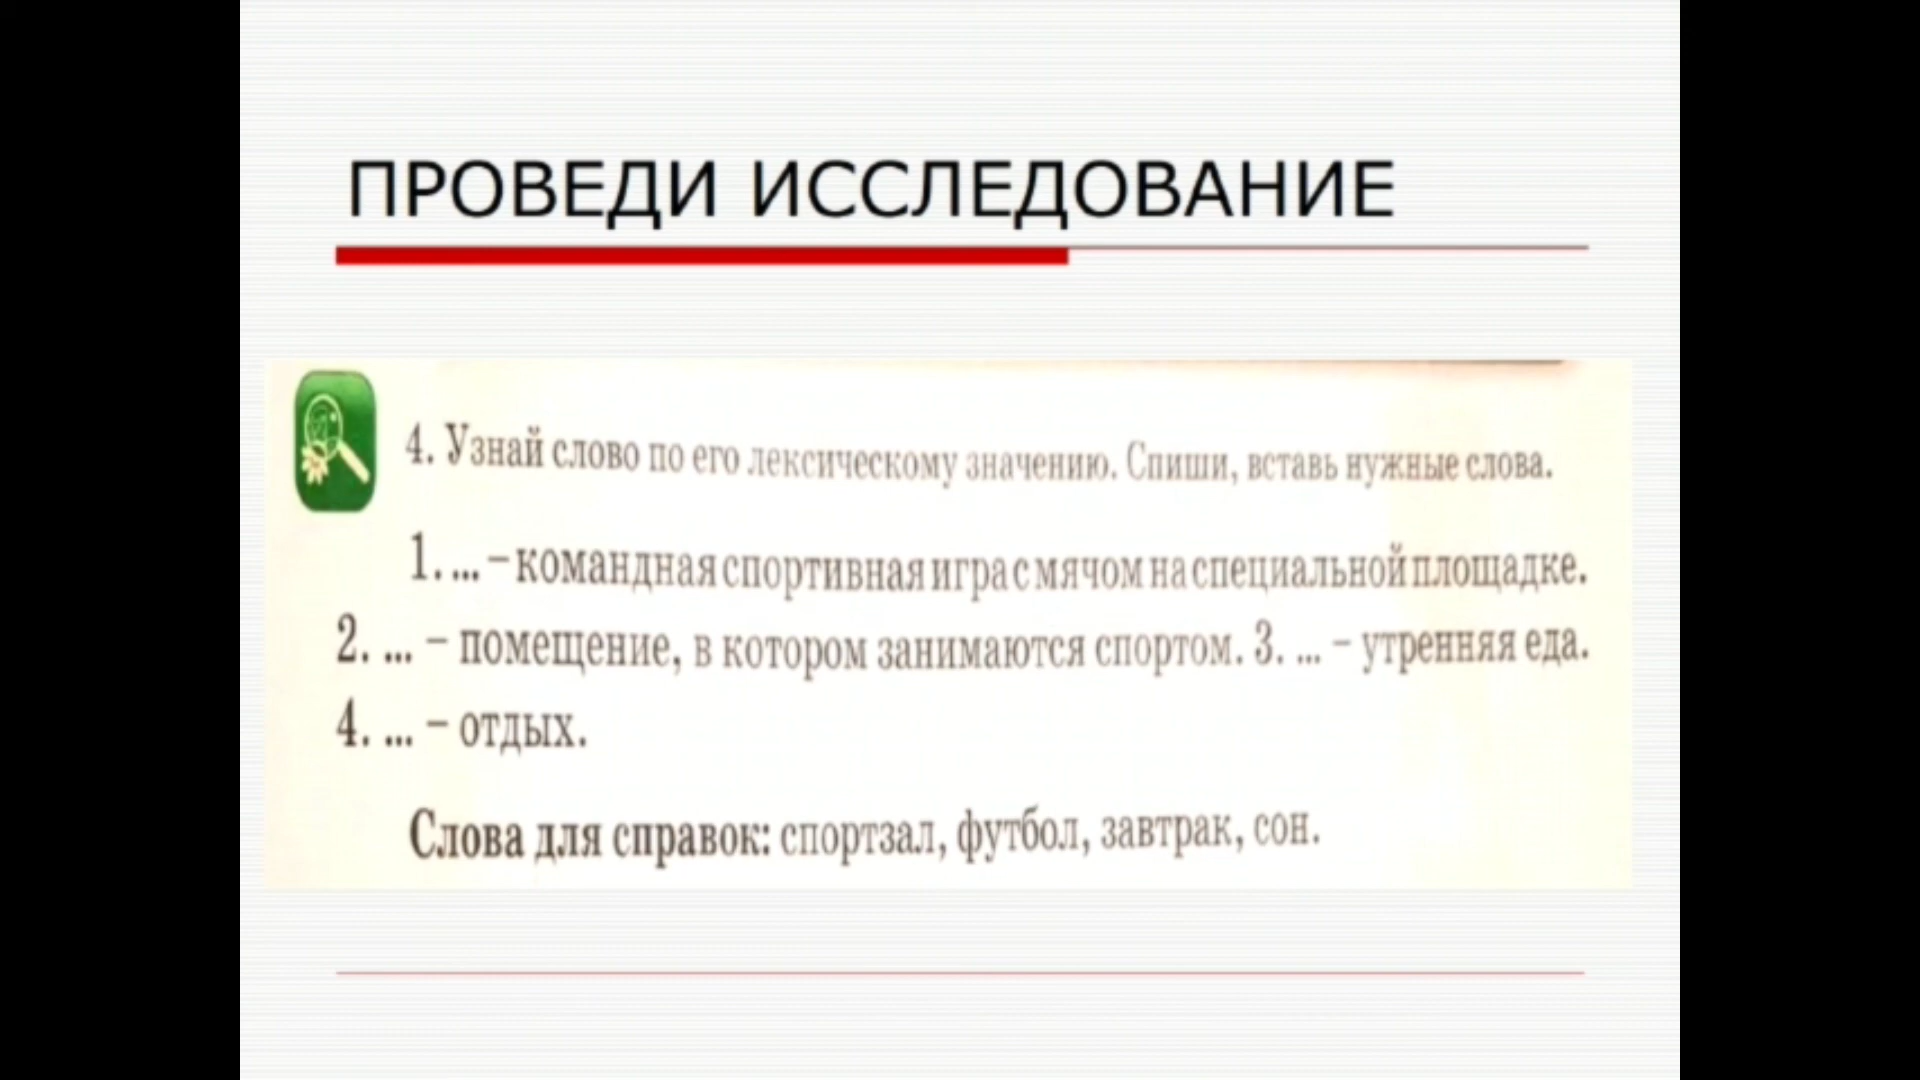 ПРОВЕДИ ИССЛЕДОВАНИЕ
4. Узнай слово по его лексическому значению. Спиши, вставь нужные слова.
1. ... – командная спортивная игра с мячом на специальной площадке.
2. ... – помещение, в котором занимаются спортом. 3. ... – утренняя еда.
4. ... – отдых.
Слова для справок: спортзал, футбол, завтрак, сон.